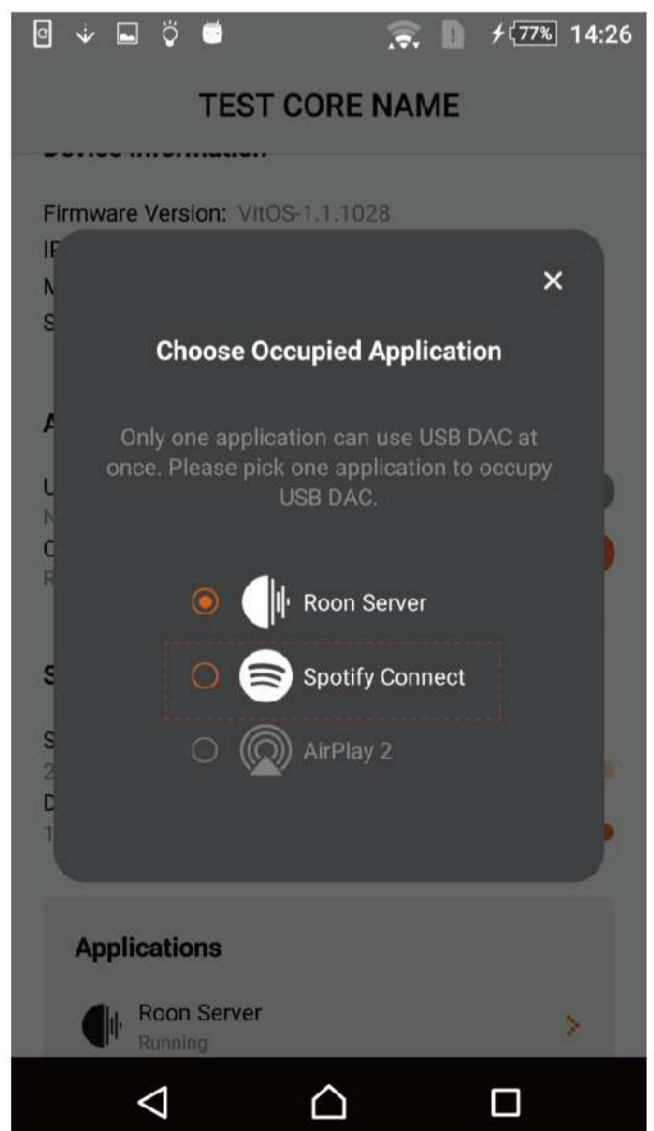 77% 14:26
TEST CORE NAME
Device Information
Firmware Version: VitOS-1.1.1028
Choose Occupied Application
Only one application can use USB DAC at
once. Please pick one application to occupy
USB DAC.
Roon Server
Spotify Connect
AirPlay 2
Applications
Roon Server
Running